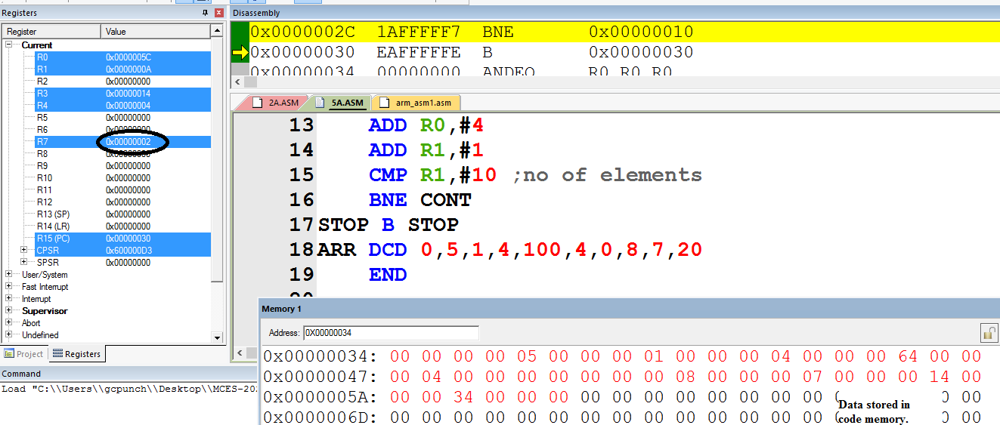 Registers
Register Value
Current
R0 0x0000005C
R1 0x0000000A
R2 0x00000000
R3 0x00000014
R4 0x00000004
R5 0x00000000
R6 0x00000000
R7 0x00000002
R8 0x00000000
R9 0x00000000
R10 0x00000000
R11 0x00000000
R12 0x00000000
R13 (SP) 0x00000000
R14 (LR) 0x00000000
R15 (PC) 0x00000030
CPSR 0x600000D3
SPSR 0x00000000
User/System
Fast Interrupt
Interrupt
Supervisor
Abort
Undefined
Project Registers
Command
Load "C:\\Users\\gcpunch\\Desktop\\MCES-20
Disassembly
0x0000002C 1AFFFFF7 BNE 0x00000010
0x00000030 EAFFFFFE B 0x00000030
0x00000034 00000000 ANDEQ R0 R0 R0
2A.ASM 5A.ASM arm_asm1.asm
13 ADD R0,#4
14 ADD R1,#1
15 CMP R1,#10 ;no of elements
16 BNE CONT
17 STOP B STOP
18 ARR DCD 0,5,1,4,100,4,0,8,7,20
19 END
Memory 1
Address: 0X00000034
0x00000034: 00 00 00 00 05 00 00 00 01 00 00 00 04 00 00 00 64 00 00
0x00000047: 00 04 00 00 00 00 00 00 00 08 00 00 00 07 00 00 00 14 00
0x0000005A: 00 00 34 00 00 00 00 00 00 00 00 00 00 00 00
0x0000006D: 00 00 00 00 00 00 00 00 00 00 00 00 00 00 00
Data stored in
code memory.